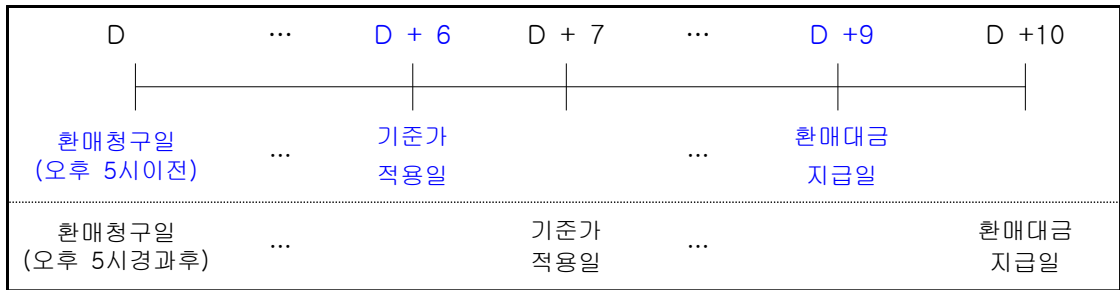 D … D + 6 D + 7 … D +9 D +10
환매청구일 … 기준가 … 환매대금
(오후 5시이전) 적용일 지급일
환매청구일 … 기준가 … 환매대금
(오후 5시경과후) 적용일 지급일